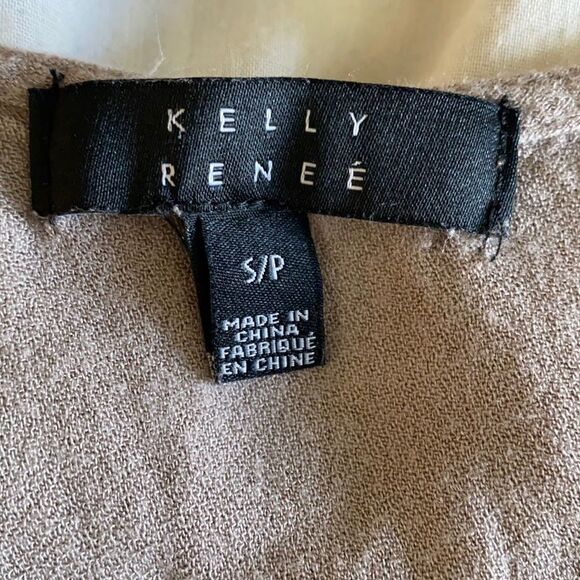 KELLY
RENEÉ
S/P
MADE IN
CHINA
FABRIQUÉ
EN CHINE